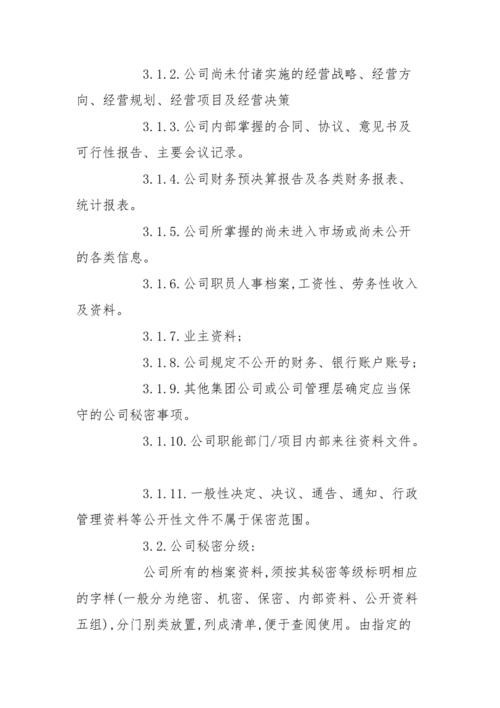 3.1.2.公司尚未付诸实施的经营战略、经营方
向、经营规划、经营项目及经营决策
3.1.3.公司内部掌握的合同、协议、意见书及
可行性报告、主要会议记录。
3.1.4.公司财务预决算报告及各类财务报表、
统计报表。
3.1.5.公司所掌握的尚未进入市场或尚未公开
的各类信息。
3.1.6.公司职员人事档案,工资性、劳务性收入
及资料。
3.1.7.业主资料;
3.1.8.公司规定不公开的财务、银行账户账号;
3.1.9.其他集团公司或公司管理层确定应当保
守的公司秘密事项。
3.1.10.公司职能部门/项目内部来往资料文件。
3.1.11.一般性决定、决议、通告、通知、行政
管理资料等公开性文件不属于保密范围。
3.2.公司秘密分级:
公司所有的档案资料,须按其秘密等级标明相应
的字样(一般分为绝密、机密、保密、内部资料、公开资料
五组),分门别类放置,列成清单,便于查阅使用。由指定的